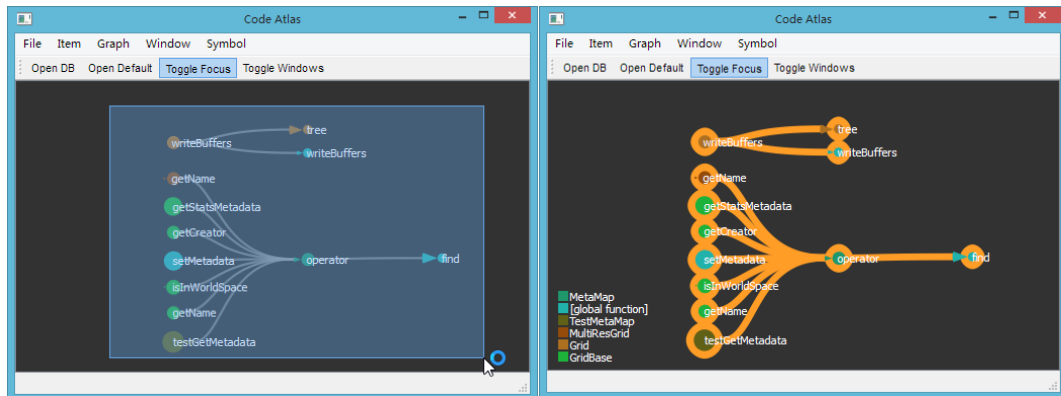 Code Atlas
File Item Graph Window Symbol
Open DB Open Default Toggle Focus Toggle Windows
tree
writeBuffers
writeBuffers
getName
getStatsMetadata
getCreator
setMetadata
operator
find
isInWorldSpace
getName
testGetMetadata
Code Atlas
File Item Graph Window Symbol
Open DB Open Default Toggle Focus Toggle Windows
tree
writeBuffers
writeBuffers
getName
getStatsMetadata
getCreator
setMetadata
operator
find
isInWorldSpace
getName
testGetMetadata
MetaMap
[global function]
TestMetaMap
MultiResGrid
Grid
GridBase